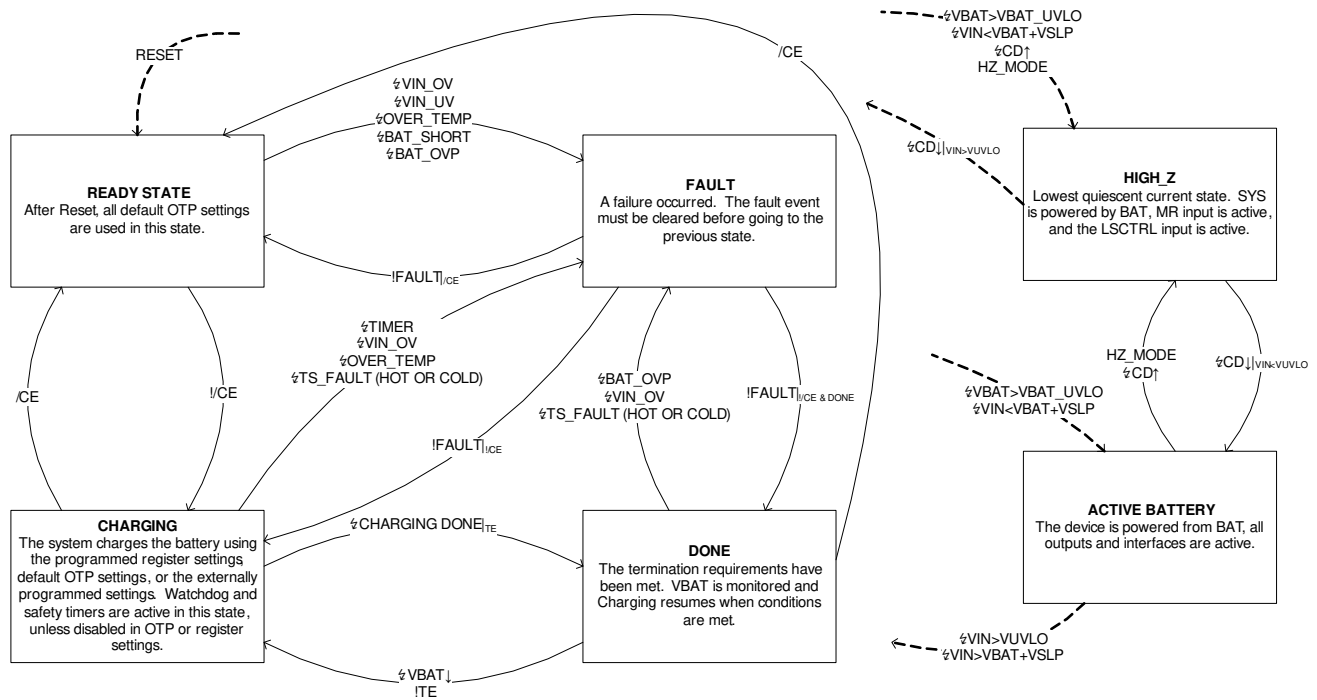 RESET
/CE
↯VIN_OV
↯VIN_UV
↯OVER_TEMP
↯BAT_SHORT
↯BAT_OVP
↯VBAT>VBAT_UVLO
↯VIN<VBAT+VSLP
↯CD↑
HZ_MODE
↯CD↓|VIN>VUVLO
READY STATE
After Reset, all default OTP settings
are used in this state.
FAULT
A failure occurred. The fault event
must be cleared before going to the
previous state.
HIGH_Z
Lowest quiescent current state. SYS
is powered by BAT, MR input is active,
and the LSCTRL input is active.
!FAULT|/CE
↯TIMER
↯VIN_OV
↯OVER_TEMP
↯TS_FAULT (HOT OR COLD)
/CE
!/CE
↯BAT_OVP
↯VIN_OV
↯TS_FAULT (HOT OR COLD)
!FAULT|!/CE & DONE
!FAULT|!/CE
HZ_MODE
↯CD↑
↯CD↓|VIN<VUVLO
↯VBAT>VBAT_UVLO
↯VIN<VBAT+VSLP
CHARGING
The system charges the battery using
the programmed register settings,
default OTP settings, or the externally
programmed settings. Watchdog and
safety timers are active in this state,
unless disabled in OTP or register
settings.
↯CHARGING DONE|TE
DONE
The termination requirements have
been met. VBAT is monitored and
Charging resumes when conditions
are met.
ACTIVE BATTERY
The device is powered from BAT, all
outputs and interfaces are active.
↯VBAT↓
!TE
↯VIN>VUVLO
↯VIN>VBAT+VSLP